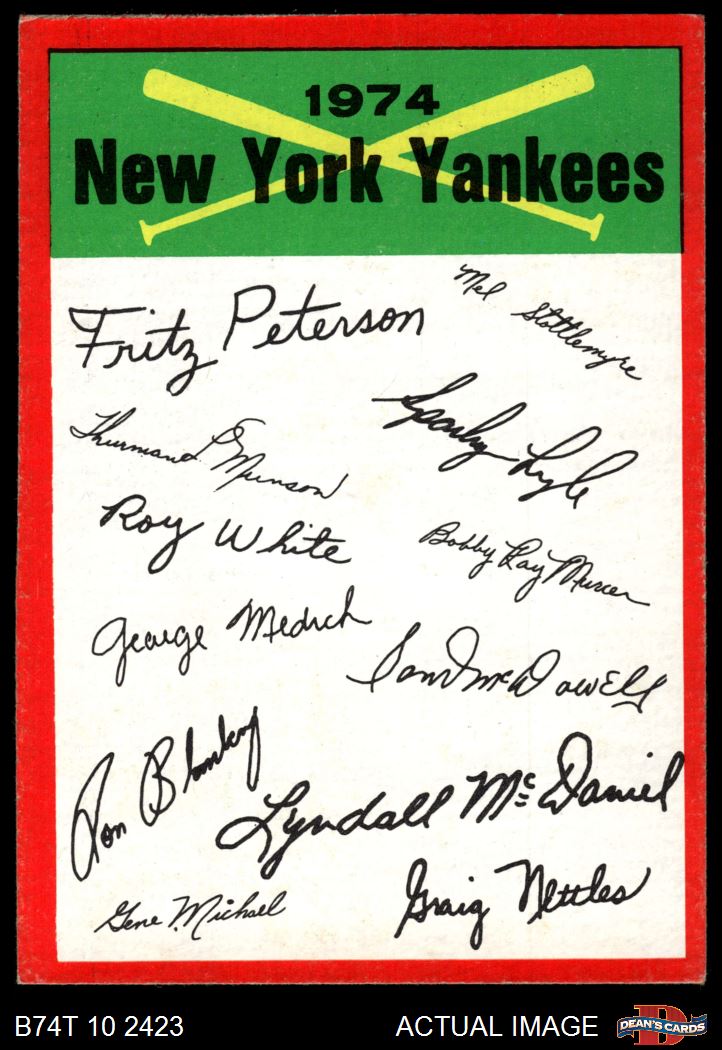 1974
New York Yankees
Fritz Peterson
Mel Stottlemyre
Thurman Munson
Sparky Lyle
Roy White
Bobby Ray Murcer
George Medich
Sam McDowell
Ron Blomberg
Lyndall McDaniel
Gene Michael
Graig Nettles
B74T 10 2423
ACTUAL IMAGE
DEAN'S CARDS